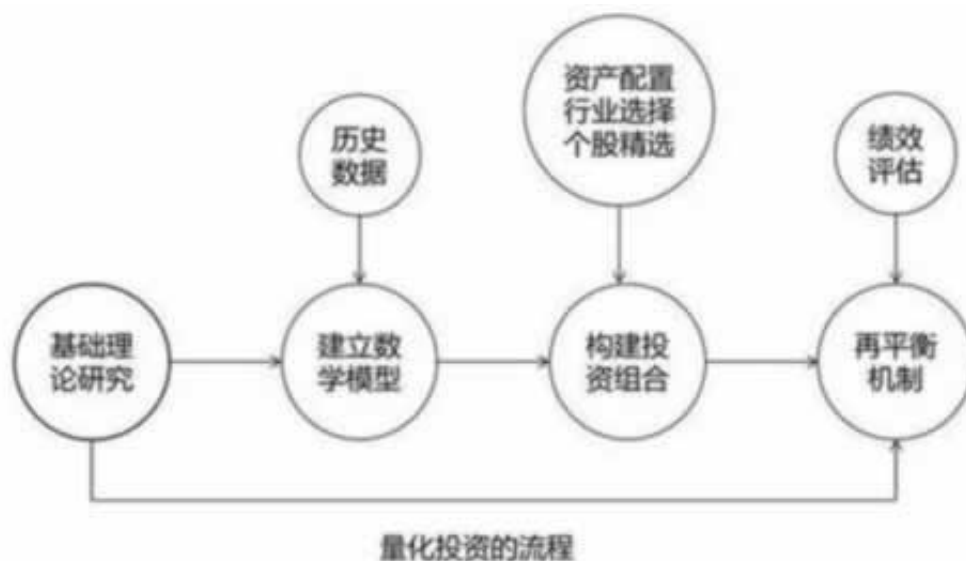 资产配置
行业选择
个股精选
历史
数据
绩效
评估
基础理
论研究
建立数
学模型
构建投
资组合
再平衡
机制
量化投资的流程